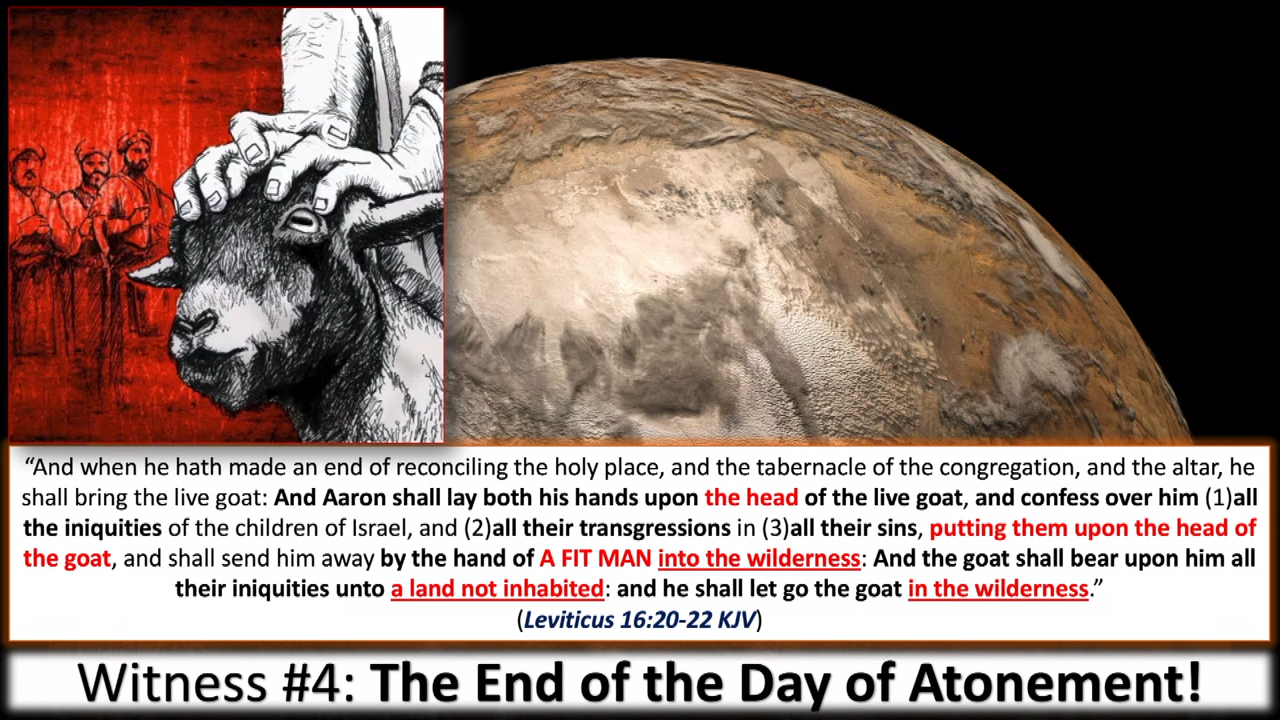 “And when he hath made an end of reconciling the holy place, and the tabernacle of the congregation, and the altar, he
shall bring the live goat: And Aaron shall lay both his hands upon the head of the live goat, and confess over him (1)all
the iniquities of the children of Israel, and (2)all their transgressions in (3)all their sins, putting them upon the head of
the goat, and shall send him away by the hand of A FIT MAN into the wilderness: And the goat shall bear upon him all
their iniquities unto a land not inhabited: and he shall let go the goat in the wilderness.”
(Leviticus 16:20-22 KJV)
Witness #4: The End of the Day of Atonement!